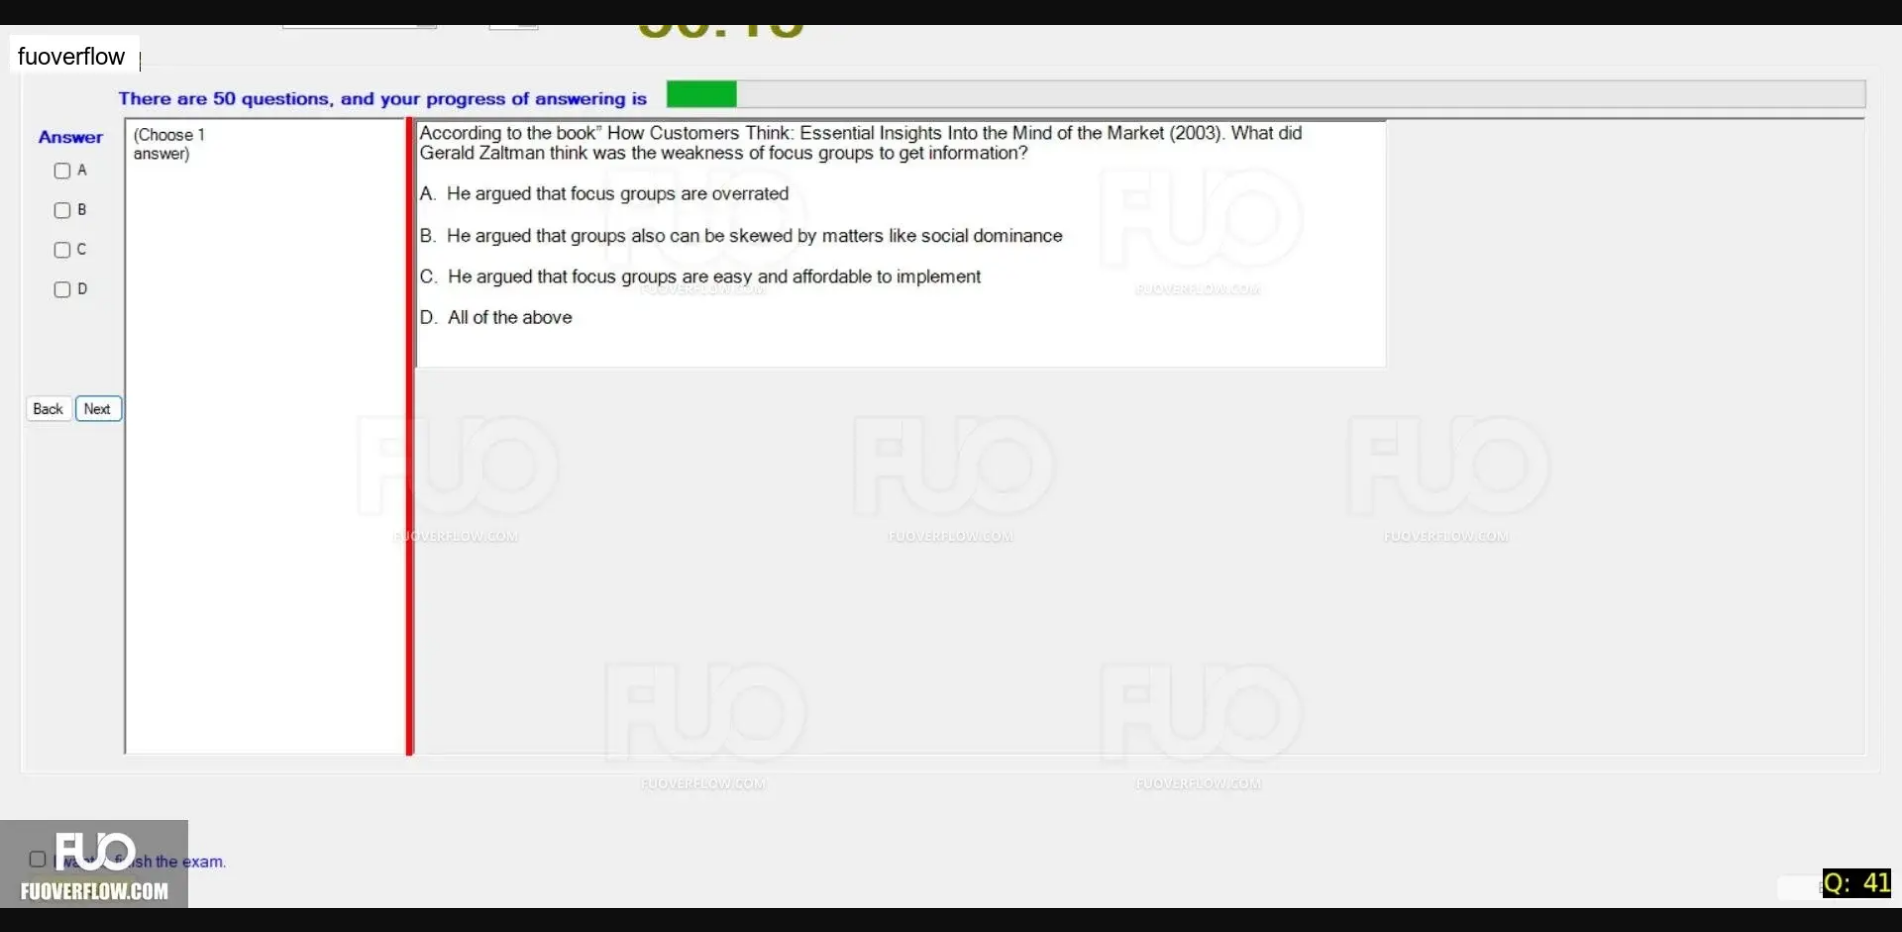 fuoverflow
There are 50 questions, and your progress of answering is
Answer
(Choose 1
answer)
A
B
C
D
Back
Next
According to the book" How Customers Think: Essential Insights Into the Mind of the Market (2003). What did
Gerald Zaltman think was the weakness of focus groups to get information?
A. He argued that focus groups are overrated
B. He argued that groups also can be skewed by matters like social dominance
C. He argued that focus groups are easy and affordable to implement
D. All of the above
FUO
FUOVERFLOW.COM
FUO
FUOVERFLOW.COM
FUO
FUOVERFLOW.COM
FUO
FUOVERFLOW.COM
FUO
FUOVERFLOW.COM
FUO
FUOVERFLOW.COM
FUO
FUOVERFLOW.COM
FUO
the exam.
FUOVERFLOW.COM
Q: 41